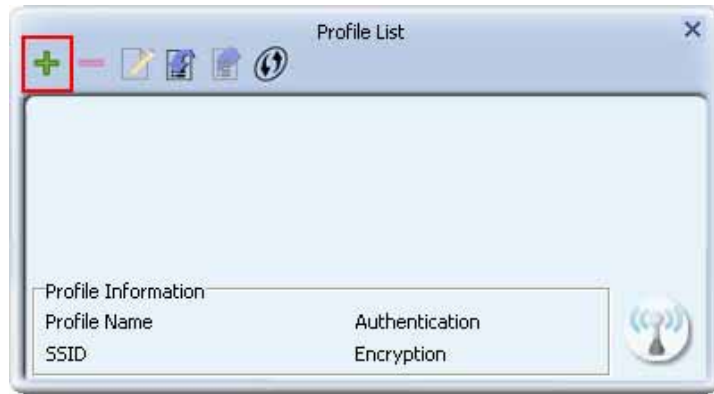 Profile List
Profile Information
Profile Name Authentication
SSID Encryption